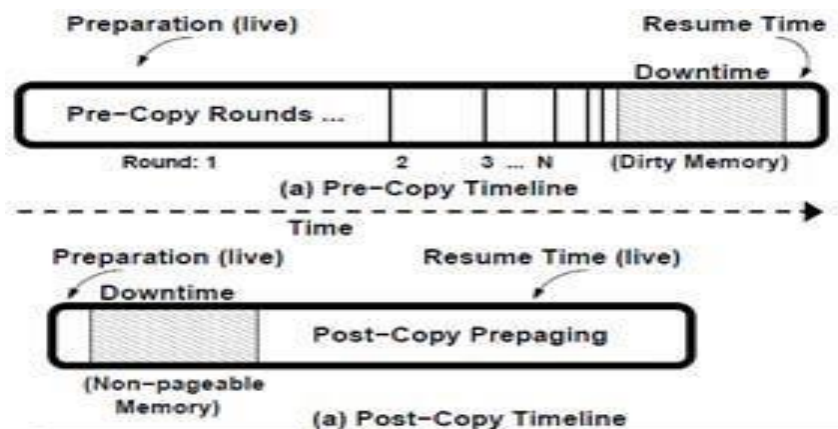 Preparation (live) Resume Time
Downtime
Pre-Copy Rounds ...
Round: 1 2 3 ... N (Dirty Memory)
(a) Pre-Copy Timeline
Time
Preparation (live) Resume Time (live)
Downtime
Post-Copy Prepaging
(Non-pageable
Memory)
(a) Post-Copy Timeline